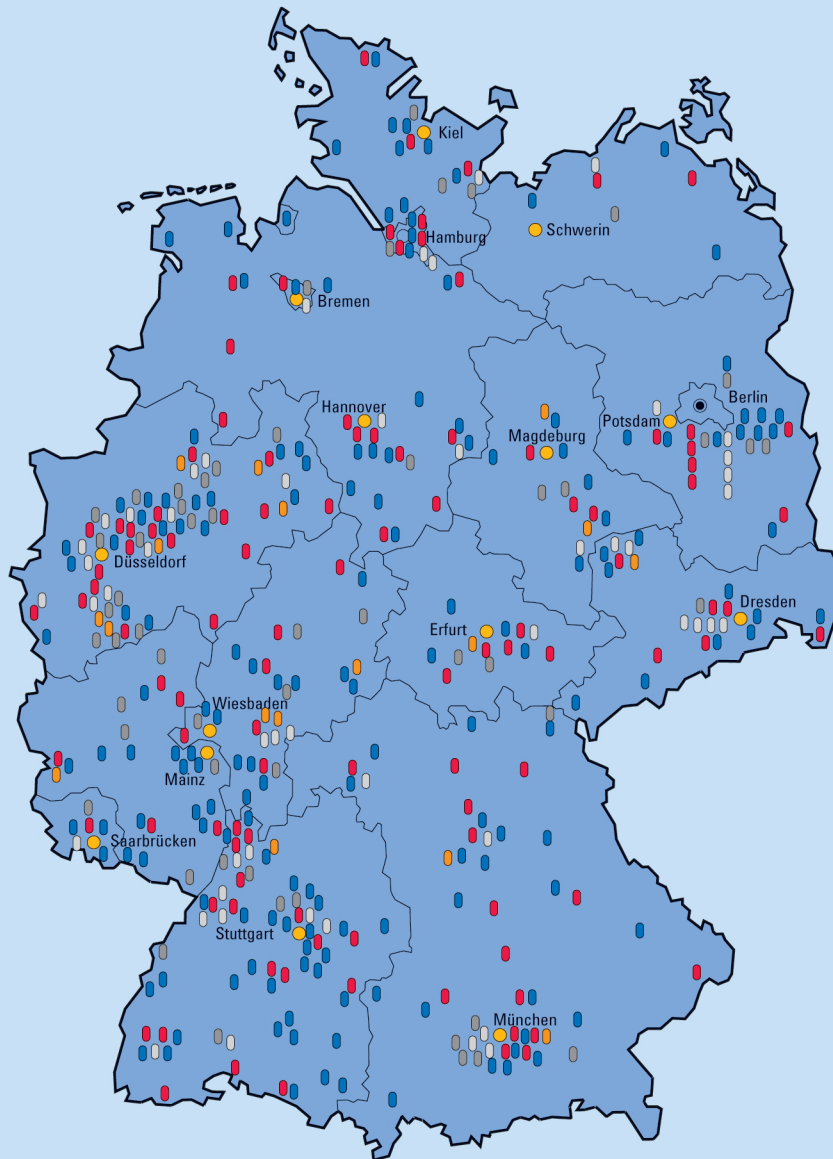 Kiel
Hamburg
Schwerin
Bremen
Berlin
Hannover
Potsdam
Magdeburg
Düsseldorf
Dresden
Erfurt
Wiesbaden
Mainz
Saarbrücken
Stuttgart
München